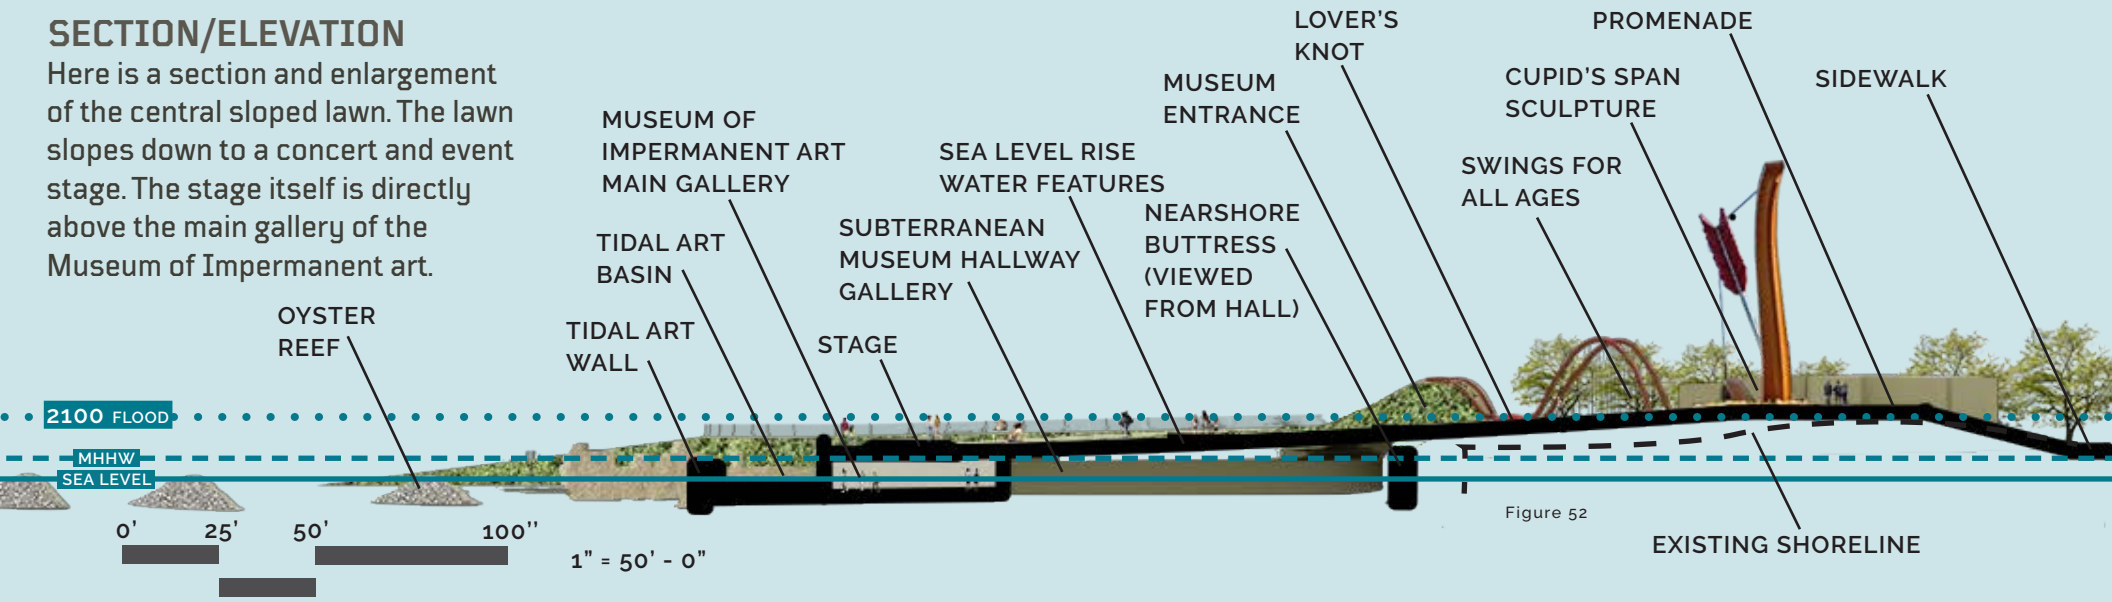 SECTION/ELEVATION
Here is a section and enlargement
of the central sloped lawn. The lawn
slopes down to a concert and event
stage. The stage itself is directly
above the main gallery of the
Museum of Impermanent art.
OYSTER
REEF
TIDAL ART
WALL
TIDAL ART
BASIN
MUSEUM OF
IMPERMANENT ART
MAIN GALLERY
STAGE
SUBTERRANEAN
MUSEUM HALLWAY
GALLERY
SEA LEVEL RISE
WATER FEATURES
NEARSHORE
BUTTRESS
(VIEWED
FROM HALL)
MUSEUM
ENTRANCE
LOVER'S
KNOT
SWINGS FOR
ALL AGES
CUPID'S SPAN
SCULPTURE
PROMENADE
SIDEWALK
2100 FLOOD
MHHW
SEA LEVEL
0' 25' 50' 100''
1" = 50' - 0"
Figure 52
EXISTING SHORELINE